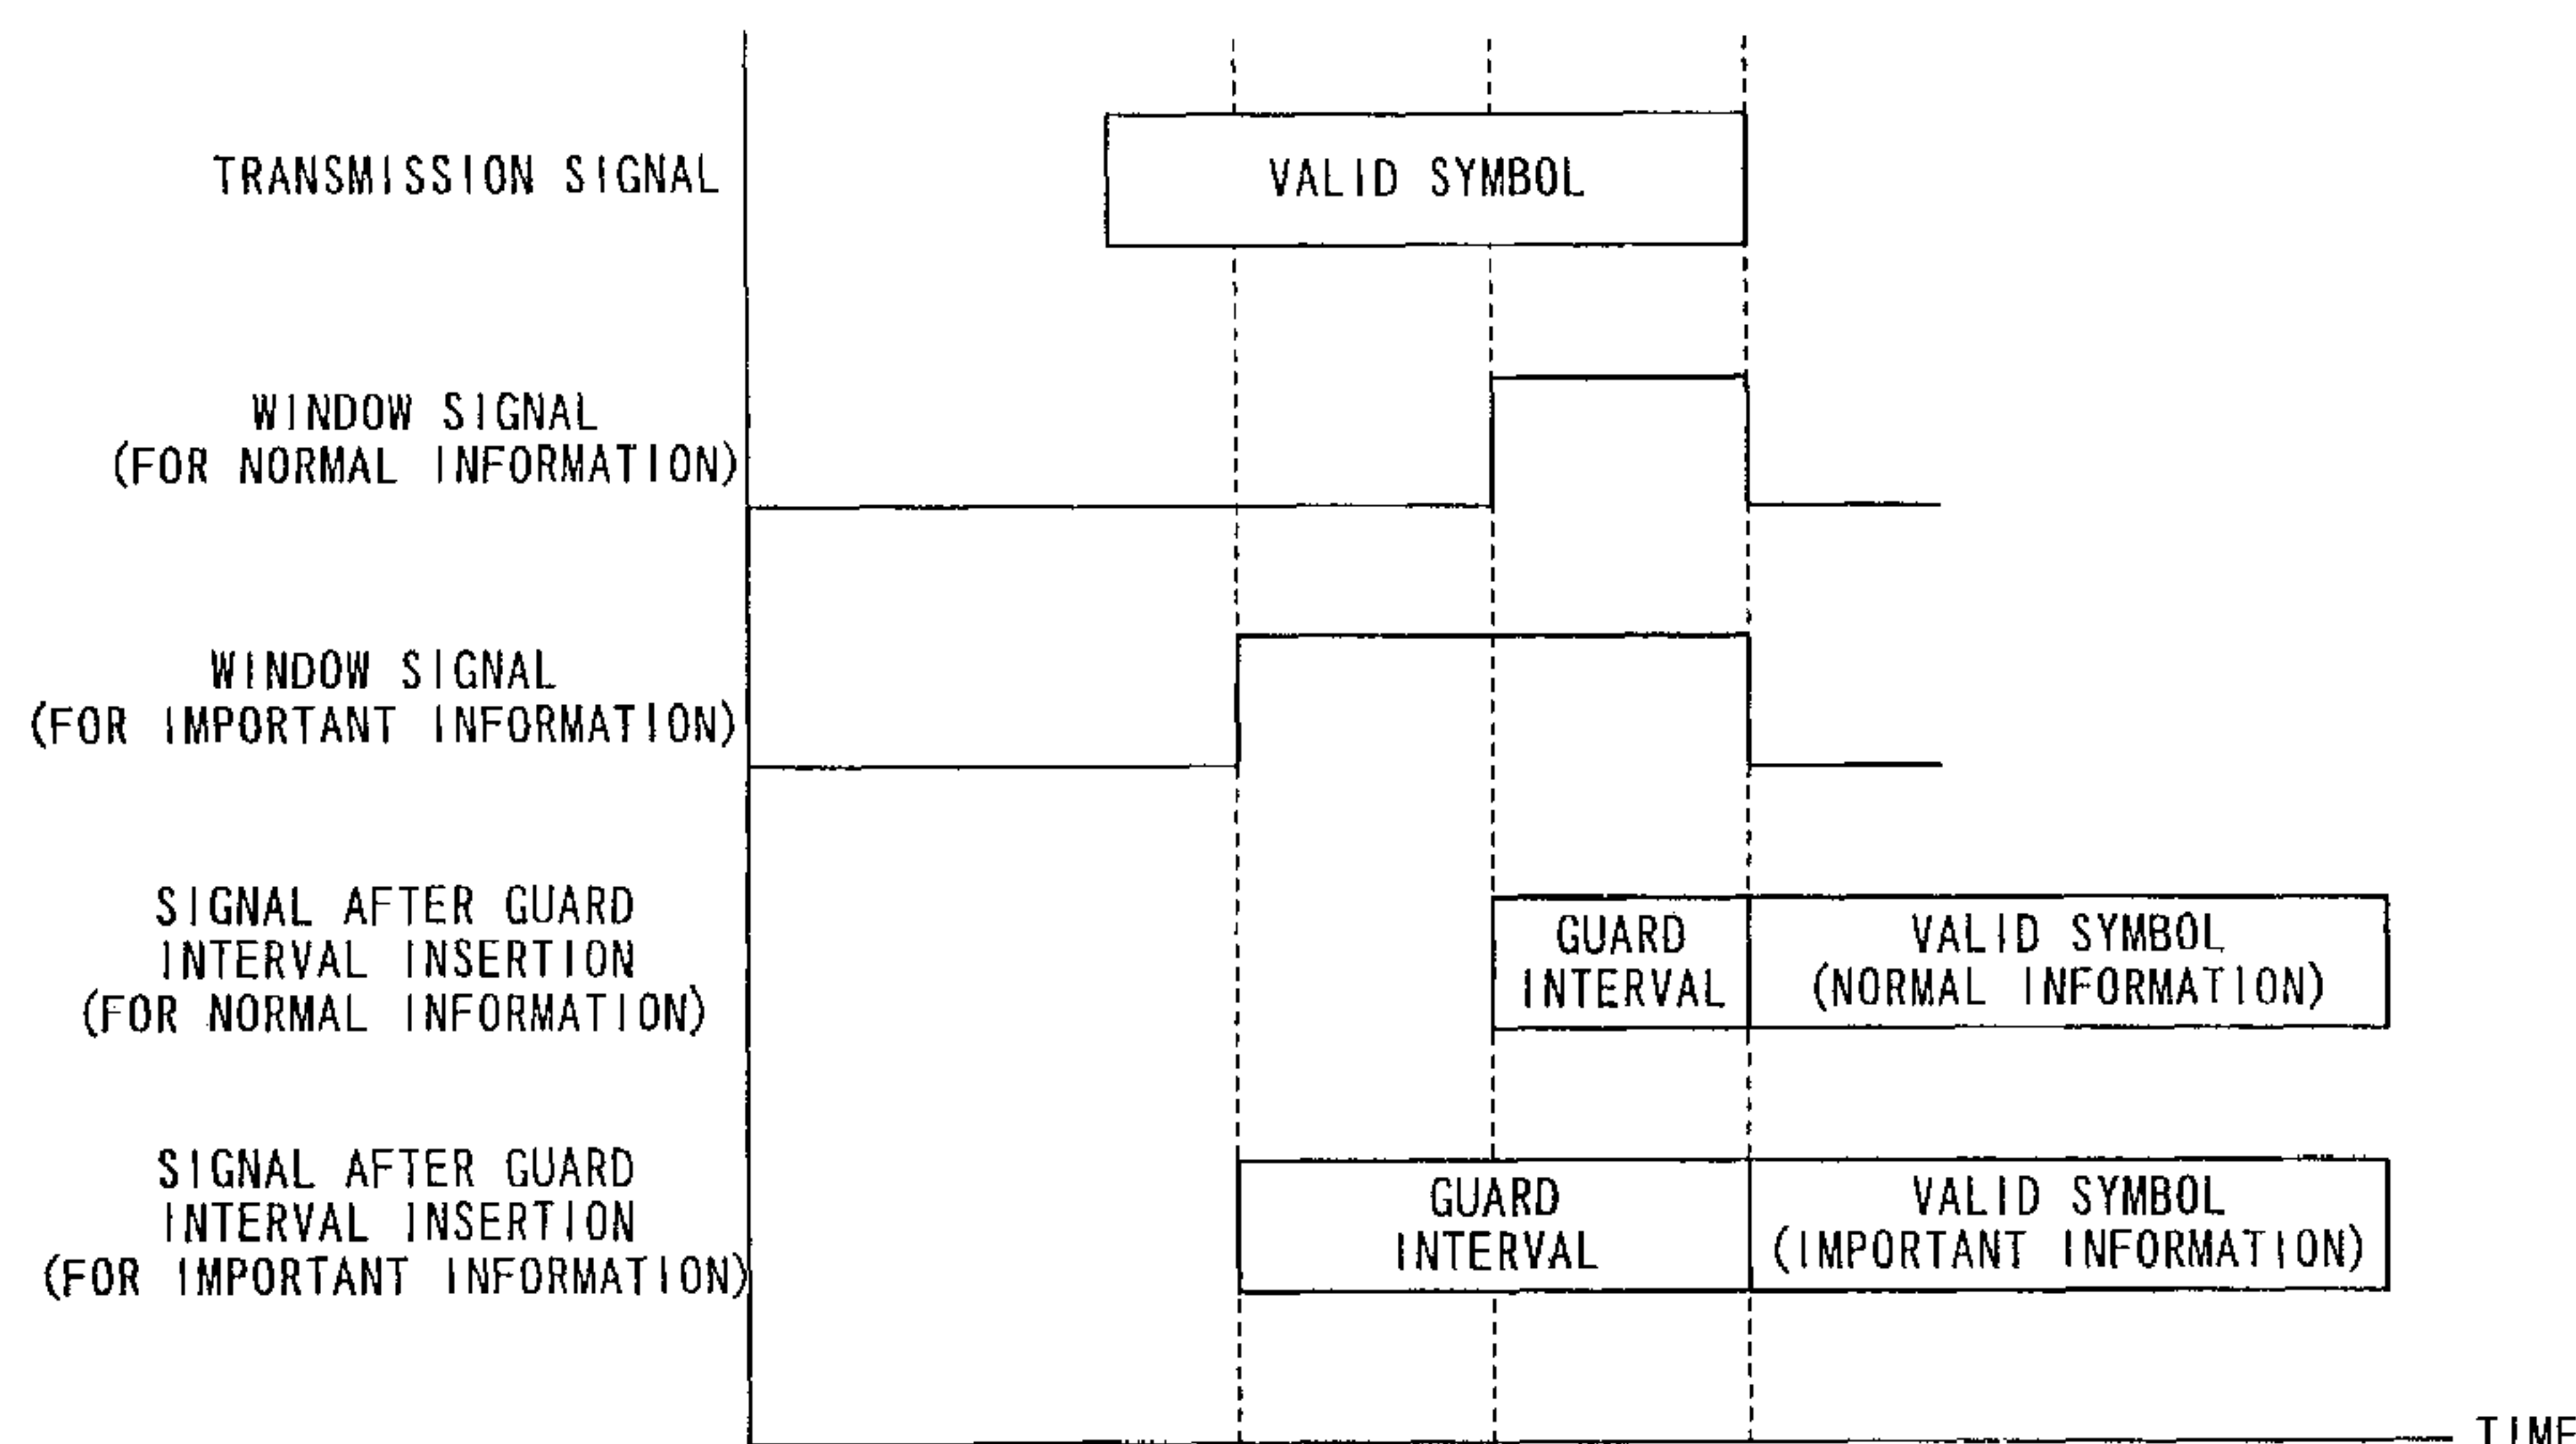 TRANSMISSION SIGNAL
VALID SYMBOL
WINDOW SIGNAL
(FOR NORMAL INFORMATION)
WINDOW SIGNAL
(FOR IMPORTANT INFORMATION)
SIGNAL AFTER GUARD
INTERVAL INSERTION
(FOR NORMAL INFORMATION)
GUARD
INTERVAL
VALID SYMBOL
(NORMAL INFORMATION)
SIGNAL AFTER GUARD
INTERVAL INSERTION
(FOR IMPORTANT INFORMATION)
GUARD
INTERVAL
VALID SYMBOL
(IMPORTANT INFORMATION)
TIME